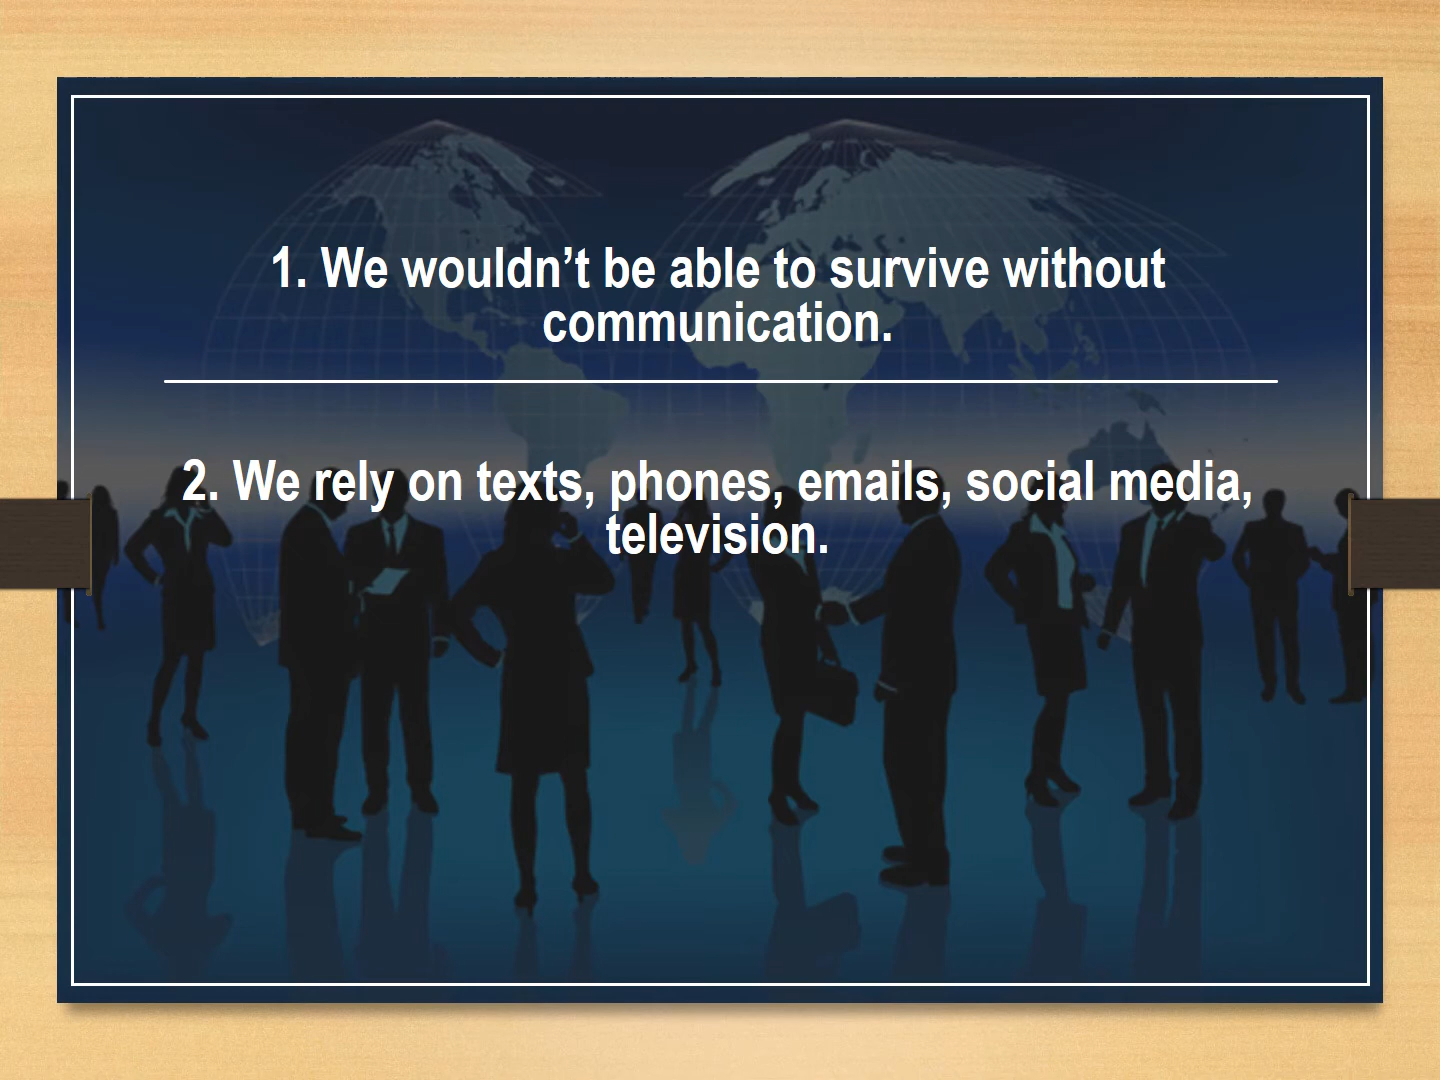 1. We wouldn’t be able to survive without
communication.
2. We rely on texts, phones, emails, social media,
television.